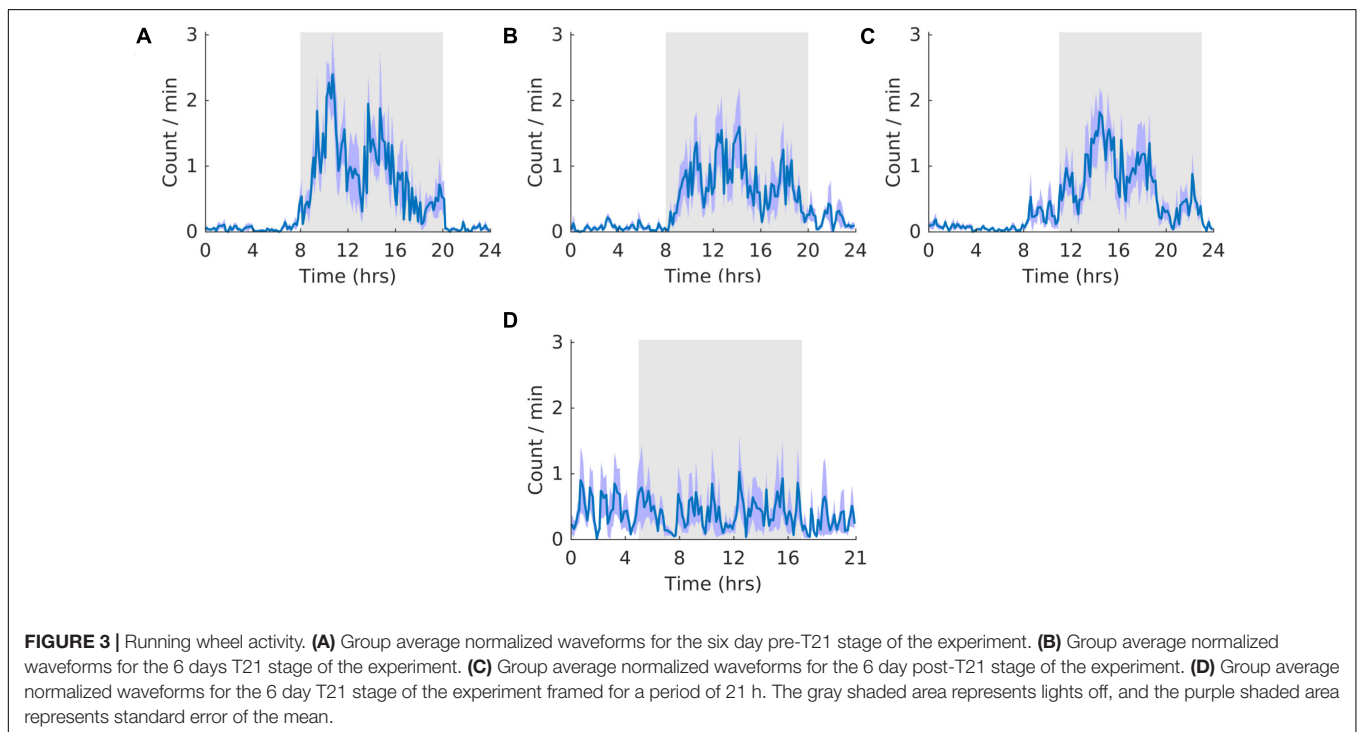 A
B
C
3
2
1
0
Count / min
0 4 8 12 16 20 24
Time (hrs)
3
2
1
0
Count / min
0 4 8 12 16 20 24
Time (hrs)
3
2
1
0
Count / min
0 4 8 12 16 20 24
Time (hrs)
D
3
2
1
0
Count / min
0 4 8 12 16 21
Time (hrs)
FIGURE 3 | Running wheel activity. (A) Group average normalized waveforms for the six day pre-T21 stage of the experiment. (B) Group average normalized
waveforms for the 6 days T21 stage of the experiment. (C) Group average normalized waveforms for the 6 day post-T21 stage of the experiment. (D) Group average
normalized waveforms for the 6 day T21 stage of the experiment framed for a period of 21 h. The gray shaded area represents lights off, and the purple shaded area
represents standard error of the mean.